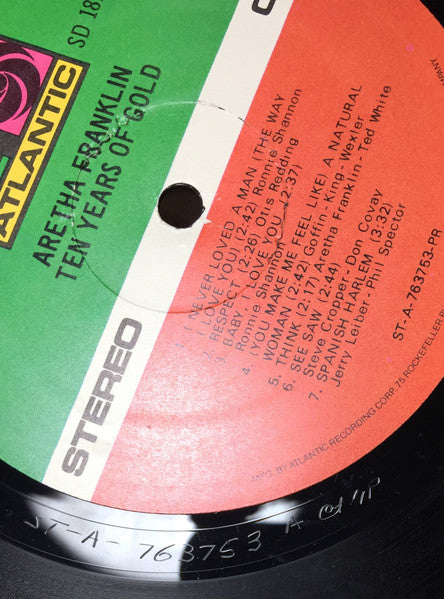 ATLANTIC
SD 18
ARETHA FRANKLIN
TEN YEARS OF GOLD
STEREO
1. I NEVER LOVED A MAN (THE WAY
I LOVE YOU) (2:42) Ronnie Shannon
2. RESPECT (2:26) Otis Redding
3. BABY I LOVE YOU (2:37)
Ronnie Shannon
4. (YOU MAKE ME FEEL LIKE) A NATURAL
WOMAN (2:42) Goffin-King-Wexler
5. THINK (2:17) Aretha Franklin-Ted White
6. SEE SAW (2:44)
Steve Cropper-Don Covay
7. SPANISH HARLEM (3:32)
Jerry Leiber-Phil Spector
ST-A-763753-PR
MFG. BY ATLANTIC RECORDING CORP. 75 ROCKEFELLER
ST-A-763753 A